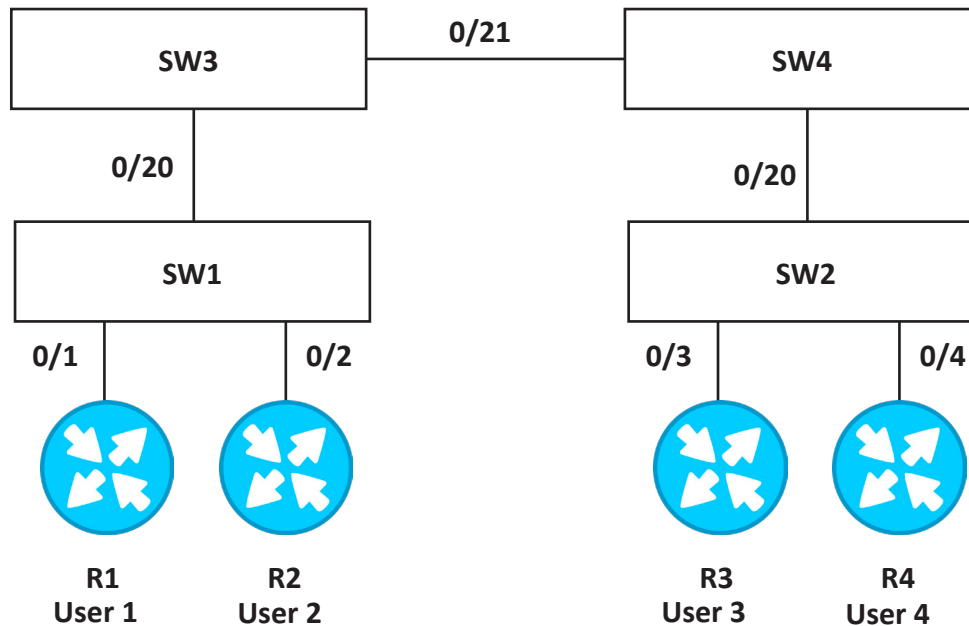 0/21
SW3
SW4
0/20
0/20
SW1
SW2
0/1
0/2
0/3
0/4
R1
User 1
R2
User 2
R3
User 3
R4
User 4